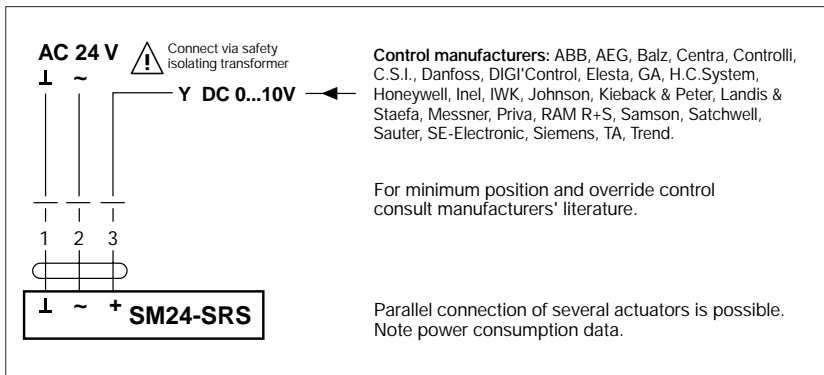 AC 24 V
Connect via safety
isolating transformer
⊥ ~
Y DC 0...10V
Control manufacturers: ABB, AEG, Balz, Centra, Controlli,
C.S.I., Danfoss, DIGI'Control, Elesta, GA, H.C.System,
Honeywell, Inel, IWK, Johnson, Kieback & Peter, Landis &
Staefa, Messner, Priva, RAM R+S, Samson, Satchwell,
Sauter, SE-Electronic, Siemens, TA, Trend.
For minimum position and override control
consult manufacturers' literature.
1 2 3
⊥ ~ +
SM24-SRS
Parallel connection of several actuators is possible.
Note power consumption data.